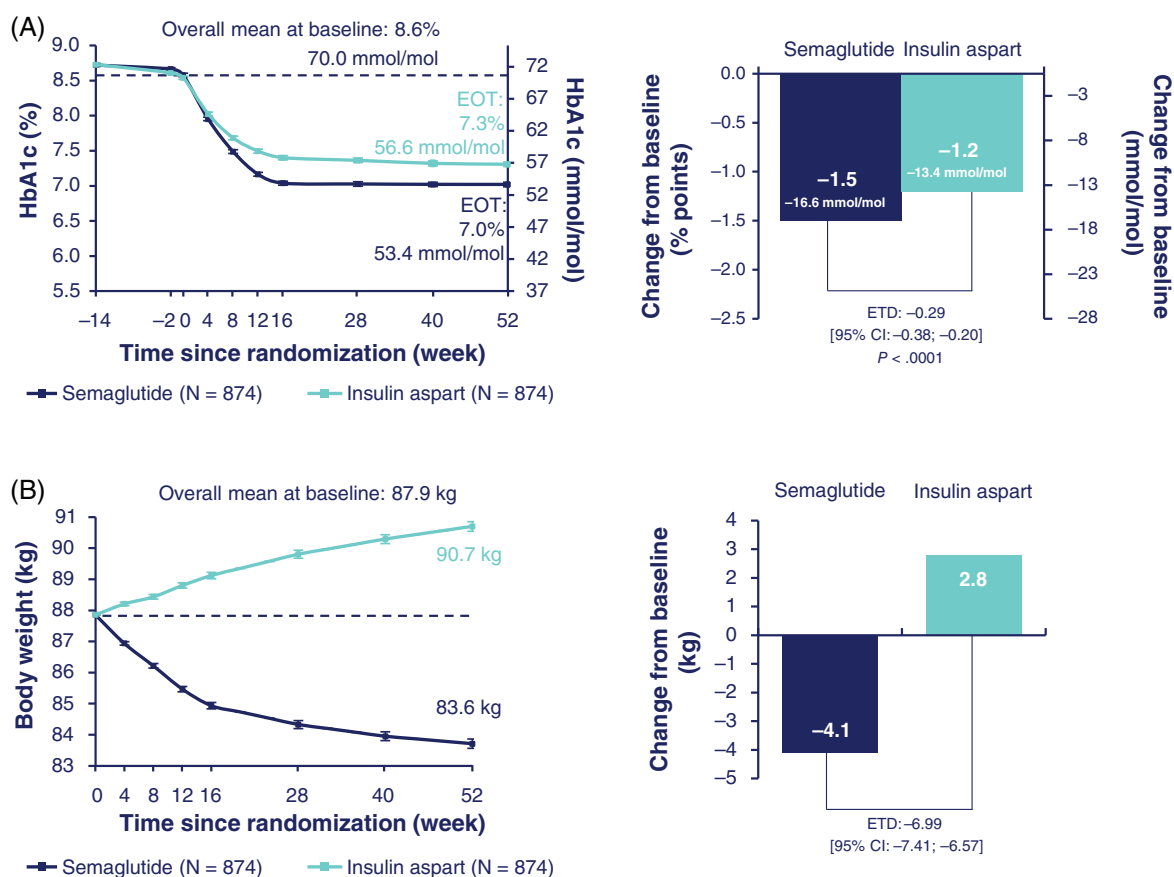 (A)
Overall mean at baseline: 8.6%
70.0 mmol/mol
HbA1c (%)
9.0
8.5
8.0
7.5
7.0
6.5
6.0
5.5
EOT:
7.3%
56.6 mmol/mol
EOT:
7.0%
53.4 mmol/mol
72
67
62
57
52
47
42
37
HbA1c (mmol/mol)
–14 –2 0 4 8 12 16 28 40 52
Time since randomization (week)
Semaglutide (N = 874) Insulin aspart (N = 874)
Semaglutide Insulin aspart
Change from baseline
(% points)
0.0
–0.5
–1.0
–1.5
–2.0
–2.5
–1.5
–16.6 mmol/mol
–1.2
–13.4 mmol/mol
–3
–8
–13
–18
–23
–28
Change from baseline
(mmol/mol)
ETD: –0.29
[95% CI: –0.38; –0.20]
P < .0001
(B)
Overall mean at baseline: 87.9 kg
Body weight (kg)
91
90
89
88
87
86
85
84
83
90.7 kg
83.6 kg
0 4 8 12 16 28 40 52
Time since randomization (week)
Semaglutide (N = 874) Insulin aspart (N = 874)
Semaglutide Insulin aspart
Change from baseline
(kg)
4
3
2
1
0
–1
–2
–3
–4
–5
2.8
–4.1
ETD: –6.99
[95% CI: –7.41; –6.57]